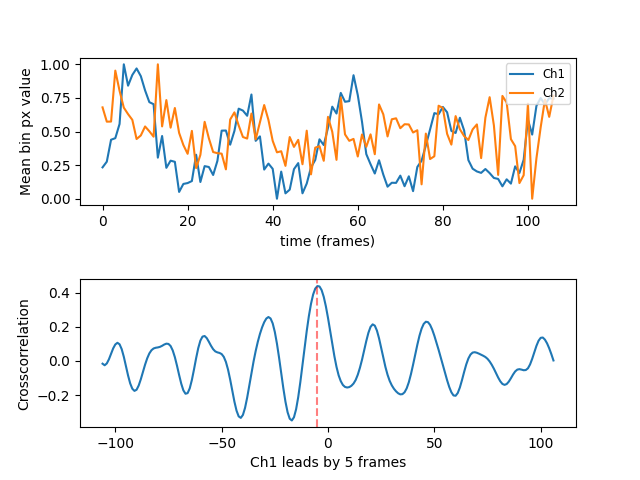 1.00
0.75
0.50
0.25
0.00
Mean bin px value
Ch1
Ch2
0 20 40 60 80 100
time (frames)
0.4
0.2
0.0
−0.2
Crosscorrelation
−100 −50 0 50 100
Ch1 leads by 5 frames